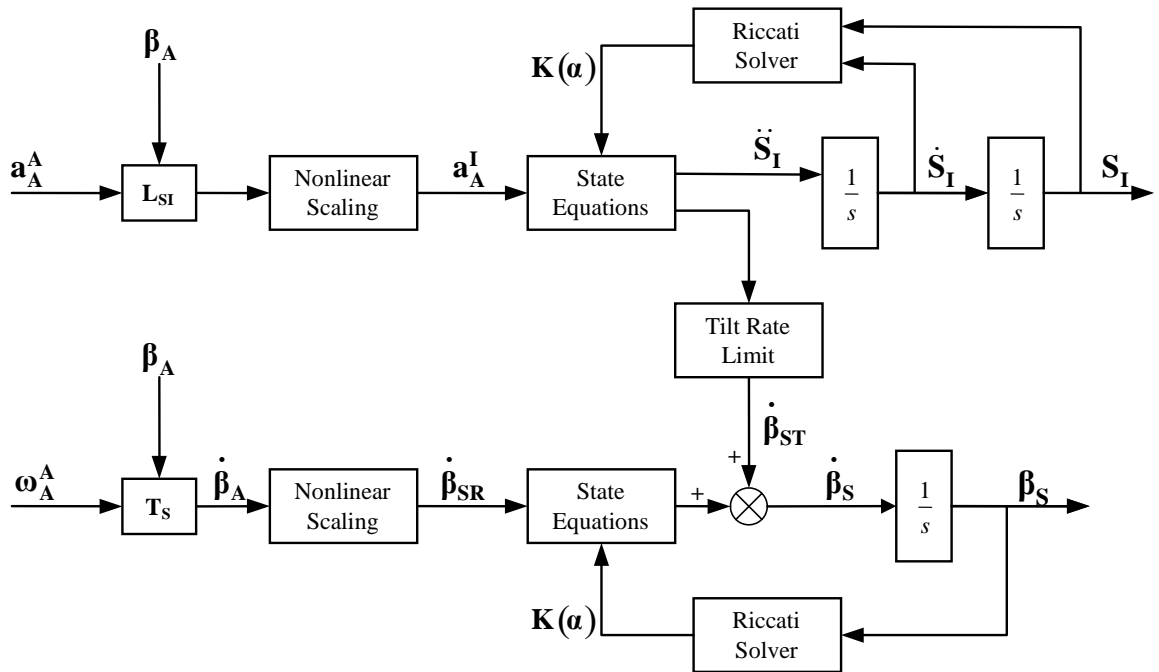 Riccati
Solver
β_A
K(α)
a_A^A
L_SI
Nonlinear
Scaling
a_A^I
State
Equations
S̈_I
1
s
Ṡ_I
1
s
S_I
Tilt Rate
Limit
β_A
β̇_ST
+
ω_A^A
T_S
β̇_A
Nonlinear
Scaling
β̇_SR
State
Equations
+
β̇_S
1
s
β_S
K(α)
Riccati
Solver